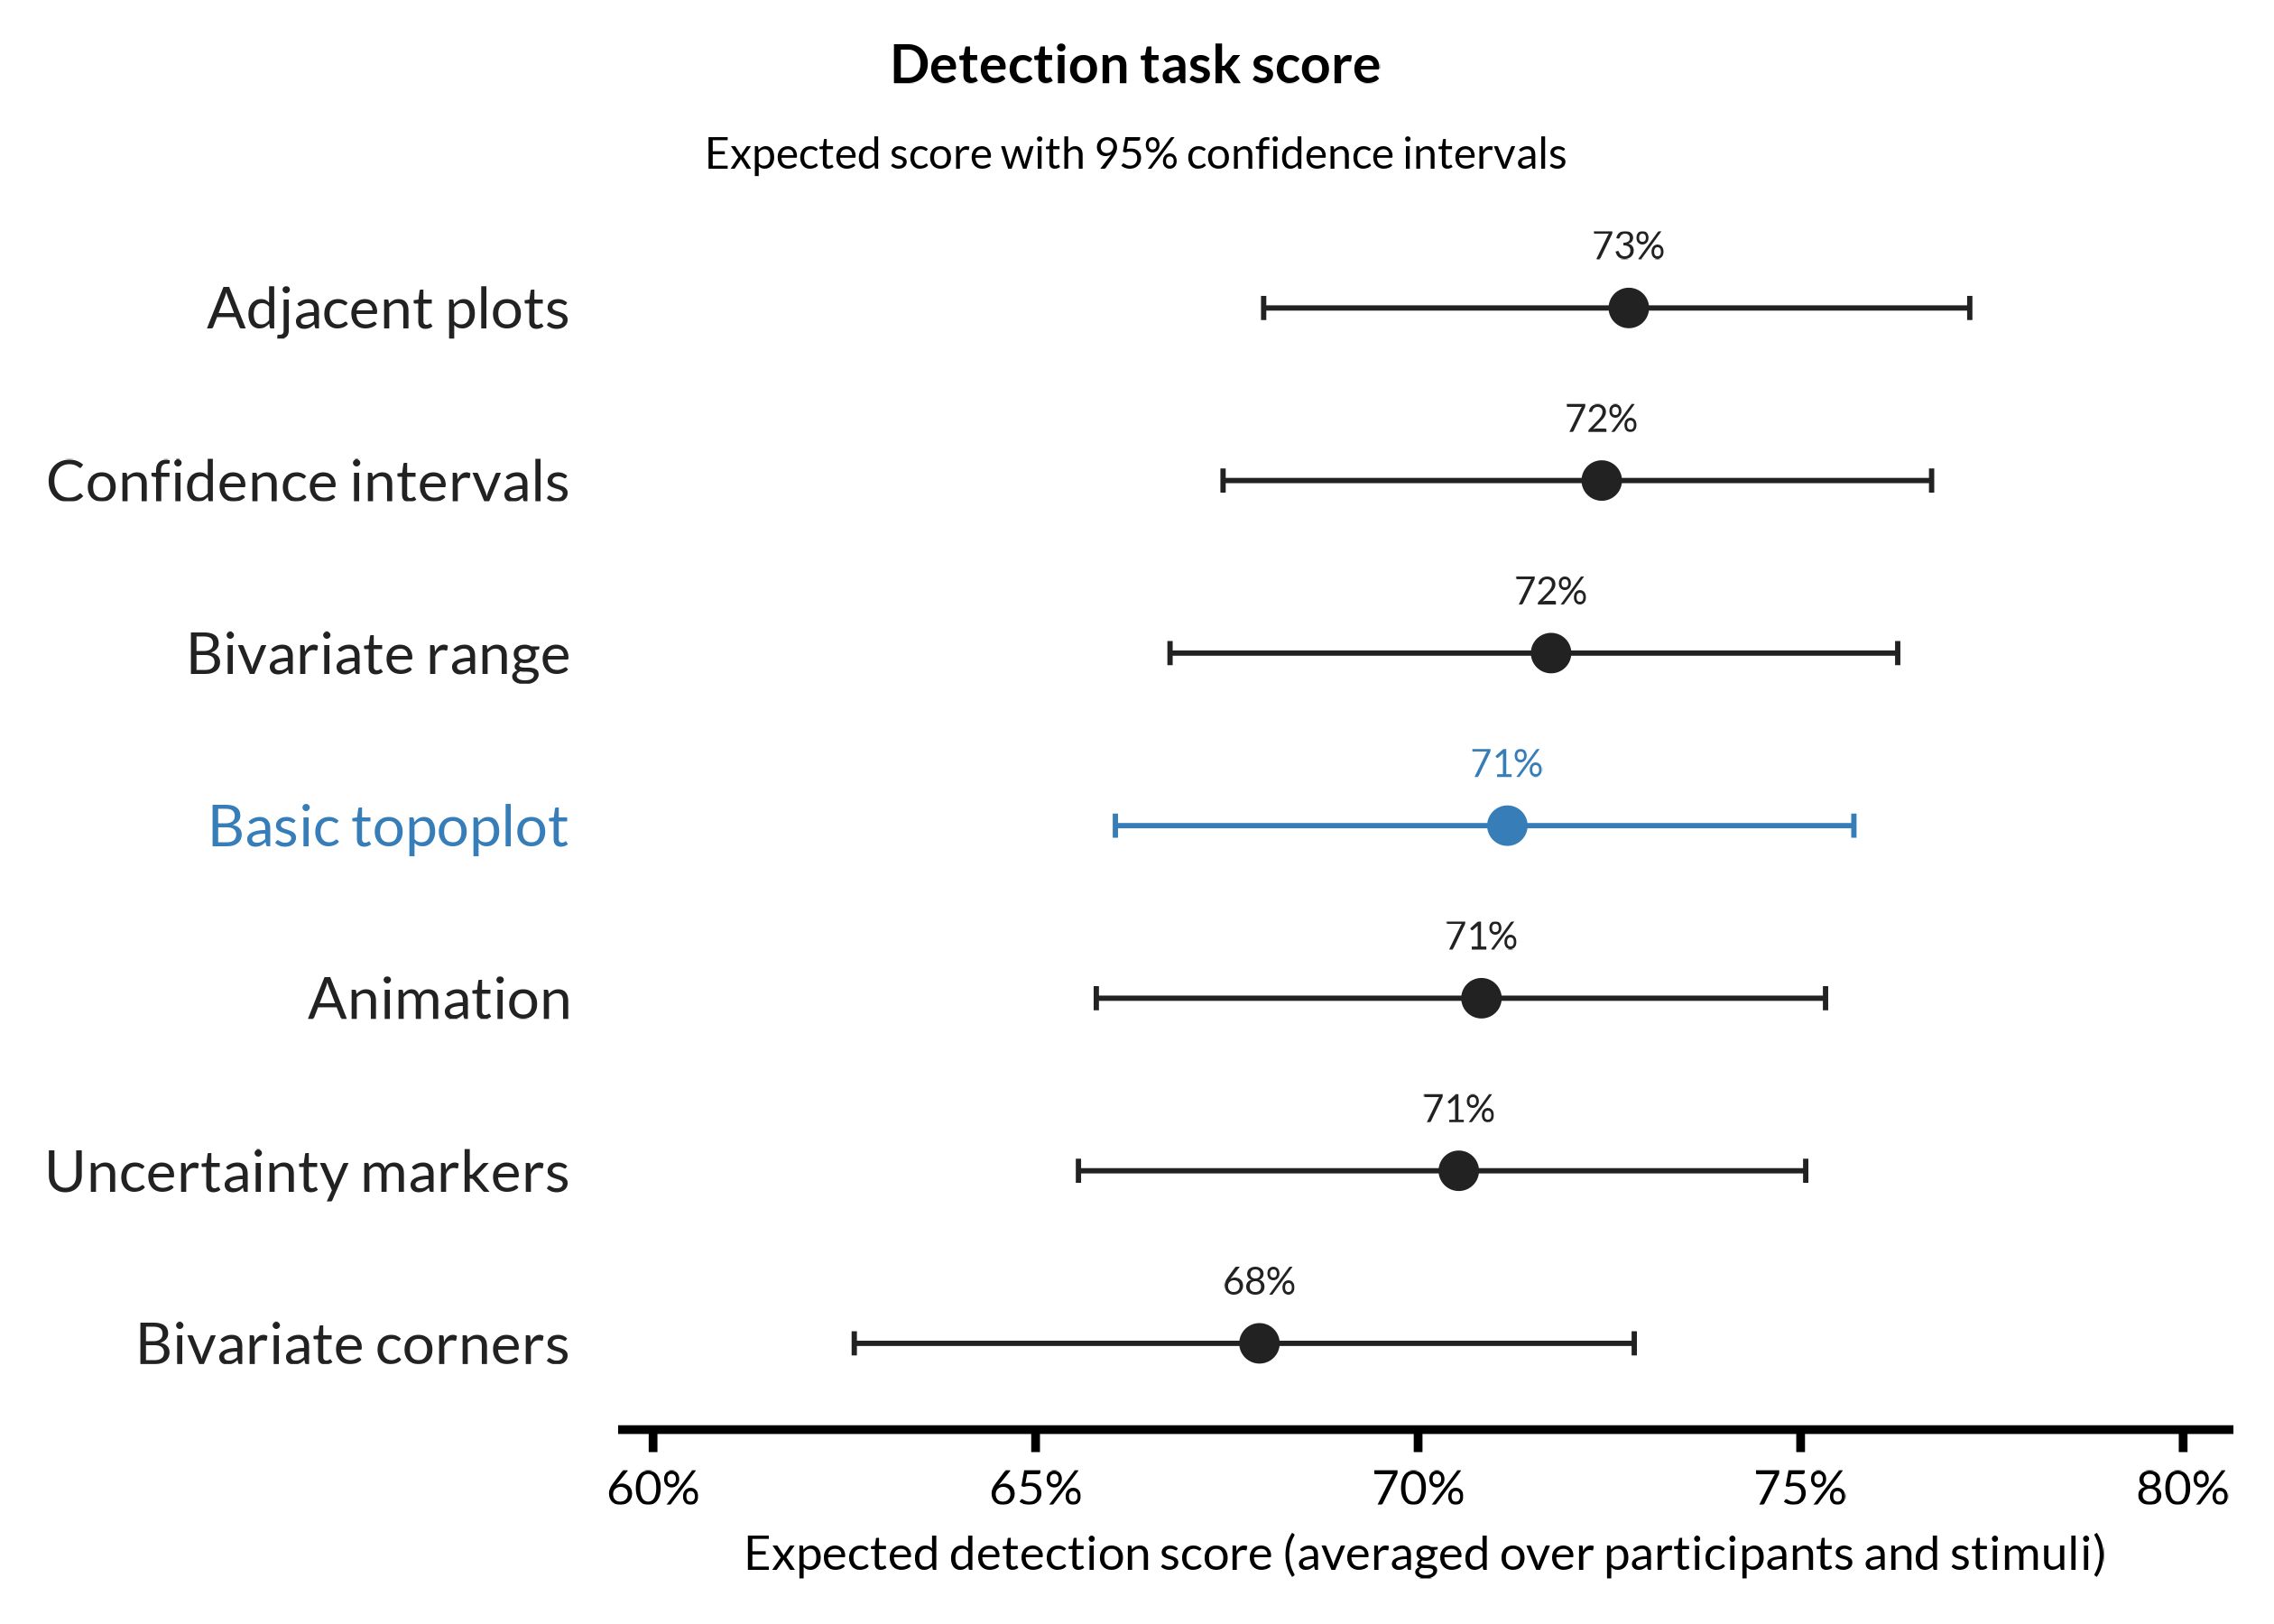 Detection task score
Expected score with 95% confidence intervals
73%
Adjacent plots
72%
Confidence intervals
72%
Bivariate range
71%
Basic topoplot
71%
Animation
71%
Uncertainty markers
68%
Bivariate corners
60% 65% 70% 75% 80%
Expected detection score (averaged over participants and stimuli)